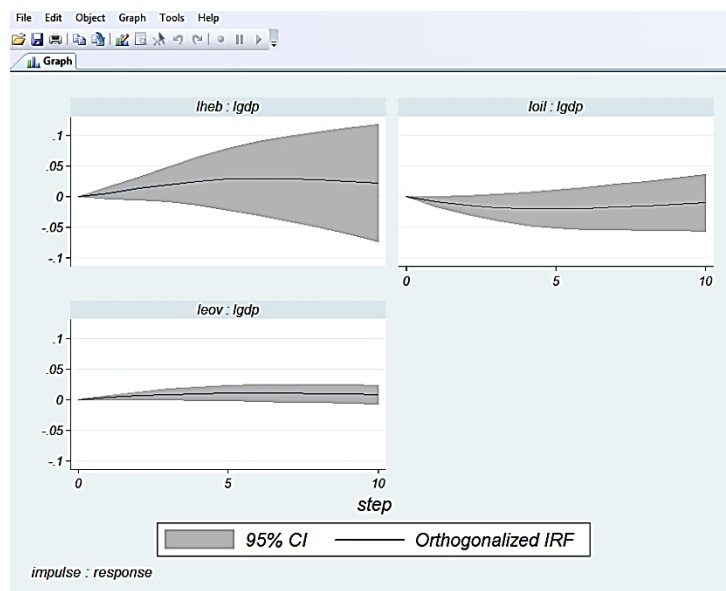 File Edit Object Graph Tools Help
Graph
lheb : lgdp
loil : lgdp
.1
.05
0
-.05
-.1
0 5 10
leov : lgdp
.1
.05
0
-.05
-.1
0 5 10
step
95% CI Orthogonalized IRF
impulse : response